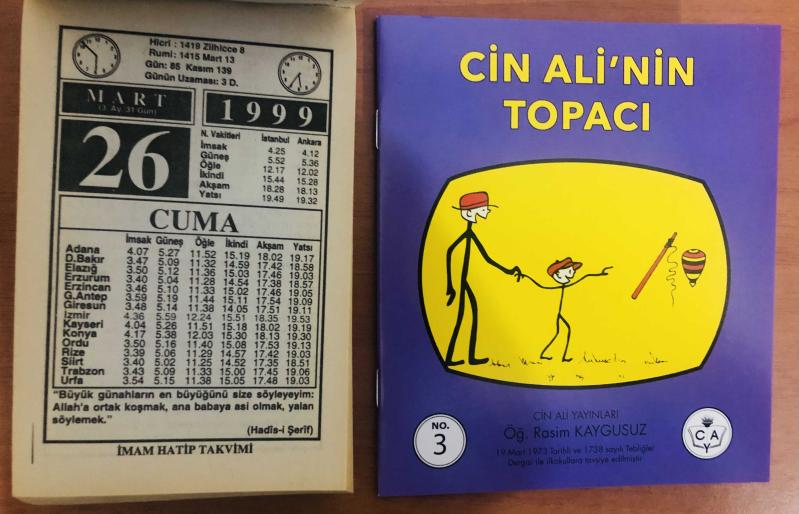 Hicri : 1419 Zilhicce 8
Rumi: 1415 Mart 13
Gün: 85 Kasım 139
Günün Uzaması: 3 D.
MART
(3. Ay, 31 Gün)
1999
26
N. Vakitleri İstanbul Ankara
İmsak 4.25 4.12
Güneş 5.52 5.36
Öğle 12.17 12.02
İkindi 15.44 15.28
Akşam 18.28 18.13
Yatsı 19.49 19.32
CUMA
İmsak Güneş Öğle İkindi Akşam Yatsı
Adana 4.07 5.27 11.52 15.19 18.02 19.17
D.Bakır 3.47 5.09 11.32 14.59 17.42 18.58
Elazığ 3.50 5.12 11.36 15.03 17.46 19.03
Erzurum 3.40 5.04 11.28 14.54 17.38 18.57
Erzincan 3.46 5.10 11.33 15.02 17.46 19.05
G.Antep 3.59 5.19 11.44 15.11 17.54 19.09
Giresun 3.48 5.14 11.38 14.05 17.51 19.11
İzmir 4.36 5.59 12.24 15.51 18.35 19.53
Kayseri 4.04 5.26 11.51 15.18 18.02 19.19
Konya 4.17 5.38 12.03 15.30 18.13 19.30
Ordu 3.50 5.16 11.40 15.08 17.53 19.13
Rize 3.39 5.06 11.29 14.57 17.42 19.03
Siirt 3.40 5.02 11.25 14.52 17.35 18.51
Trabzon 3.43 5.09 11.33 15.00 17.45 19.06
Urfa 3.54 5.15 11.38 15.05 17.48 19.03
"Büyük günahların en büyüğünü size söyleyeyim:
Allah'a ortak koşmak, ana babaya asi olmak, yalan
söylemek."
(Hadîs-i Şerîf)
İMAM HATİP TAKVİMİ
CİN ALİ'NİN
TOPACI
CİN ALİ YAYINLARI
Öğ. Rasim KAYGUSUZ
19 Mart 1973 Tarihli ve 1738 sayılı Tebliğler
Dergisi ile ilkokullara tavsiye edilmiştir
NO.
3
C A
Y